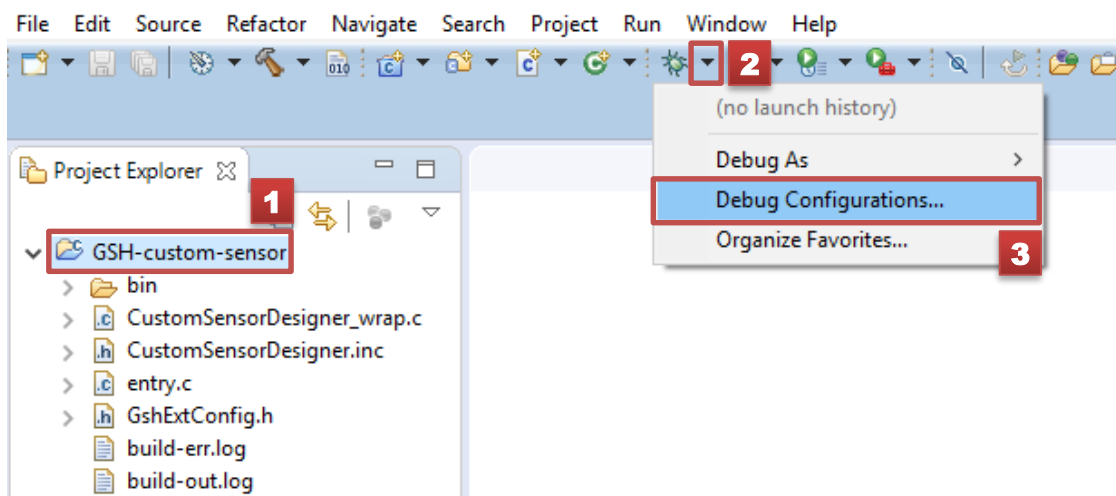 File Edit Source Refactor Navigate Search Project Run Window Help
010
2
(no launch history)
Project Explorer
Debug As
1
Debug Configurations...
GSH-custom-sensor
Organize Favorites...
3
bin
.c CustomSensorDesigner_wrap.c
.h CustomSensorDesigner.inc
.c entry.c
.h GshExtConfig.h
build-err.log
build-out.log